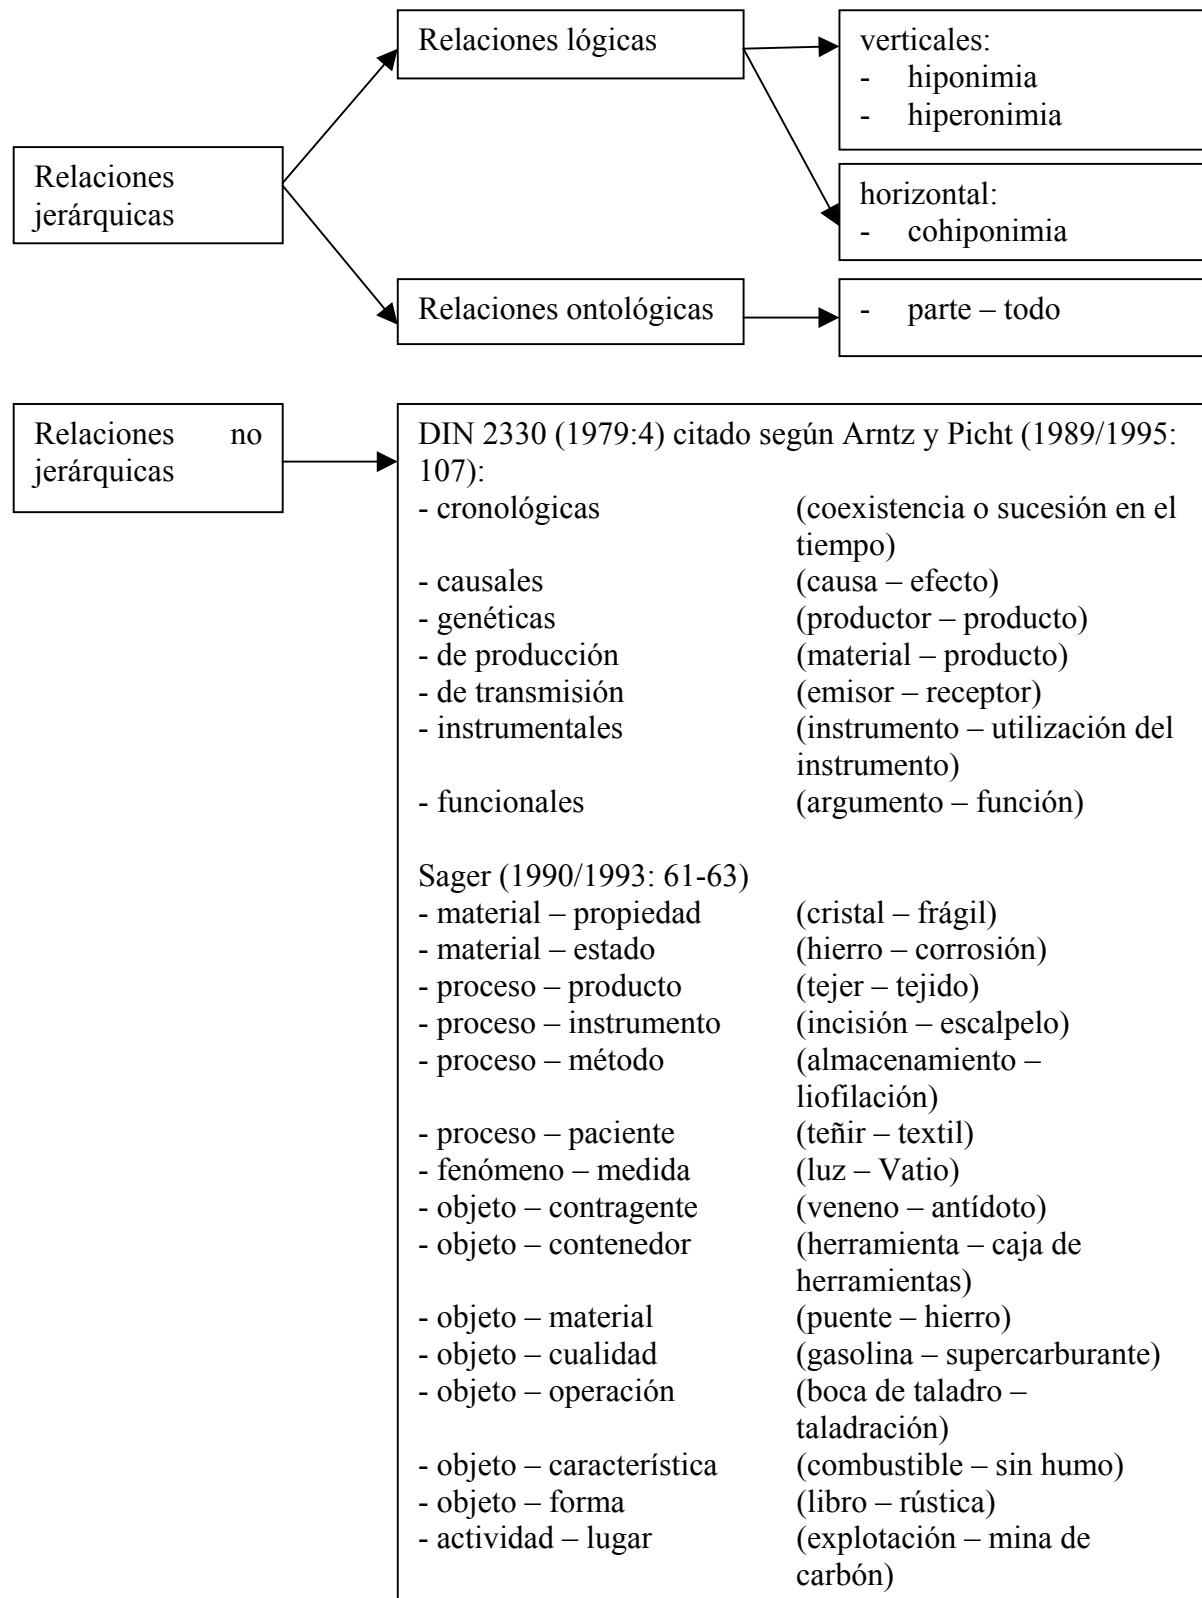 Relaciones lógicas
verticales:
- hiponimia
- hiperonimia
Relaciones
jerárquicas
horizontal:
- cohiponimia
Relaciones ontológicas
- parte – todo
Relaciones no
jerárquicas
DIN 2330 (1979:4) citado según Arntz y Picht (1989/1995:
107):
- cronológicas (coexistencia o sucesión en el
tiempo)
- causales (causa – efecto)
- genéticas (productor – producto)
- de producción (material – producto)
- de transmisión (emisor – receptor)
- instrumentales (instrumento – utilización del
instrumento)
- funcionales (argumento – función)
Sager (1990/1993: 61-63)
- material – propiedad (cristal – frágil)
- material – estado (hierro – corrosión)
- proceso – producto (tejer – tejido)
- proceso – instrumento (incisión – escalpelo)
- proceso – método (almacenamiento –
liofilación)
- proceso – paciente (teñir – textil)
- fenómeno – medida (luz – Vatio)
- objeto – contragente (veneno – antídoto)
- objeto – contenedor (herramienta – caja de
herramientas)
- objeto – material (puente – hierro)
- objeto – cualidad (gasolina – supercarburante)
- objeto – operación (boca de taladro –
taladración)
- objeto – característica (combustible – sin humo)
- objeto – forma (libro – rústica)
- actividad – lugar (explotación – mina de
carbón)